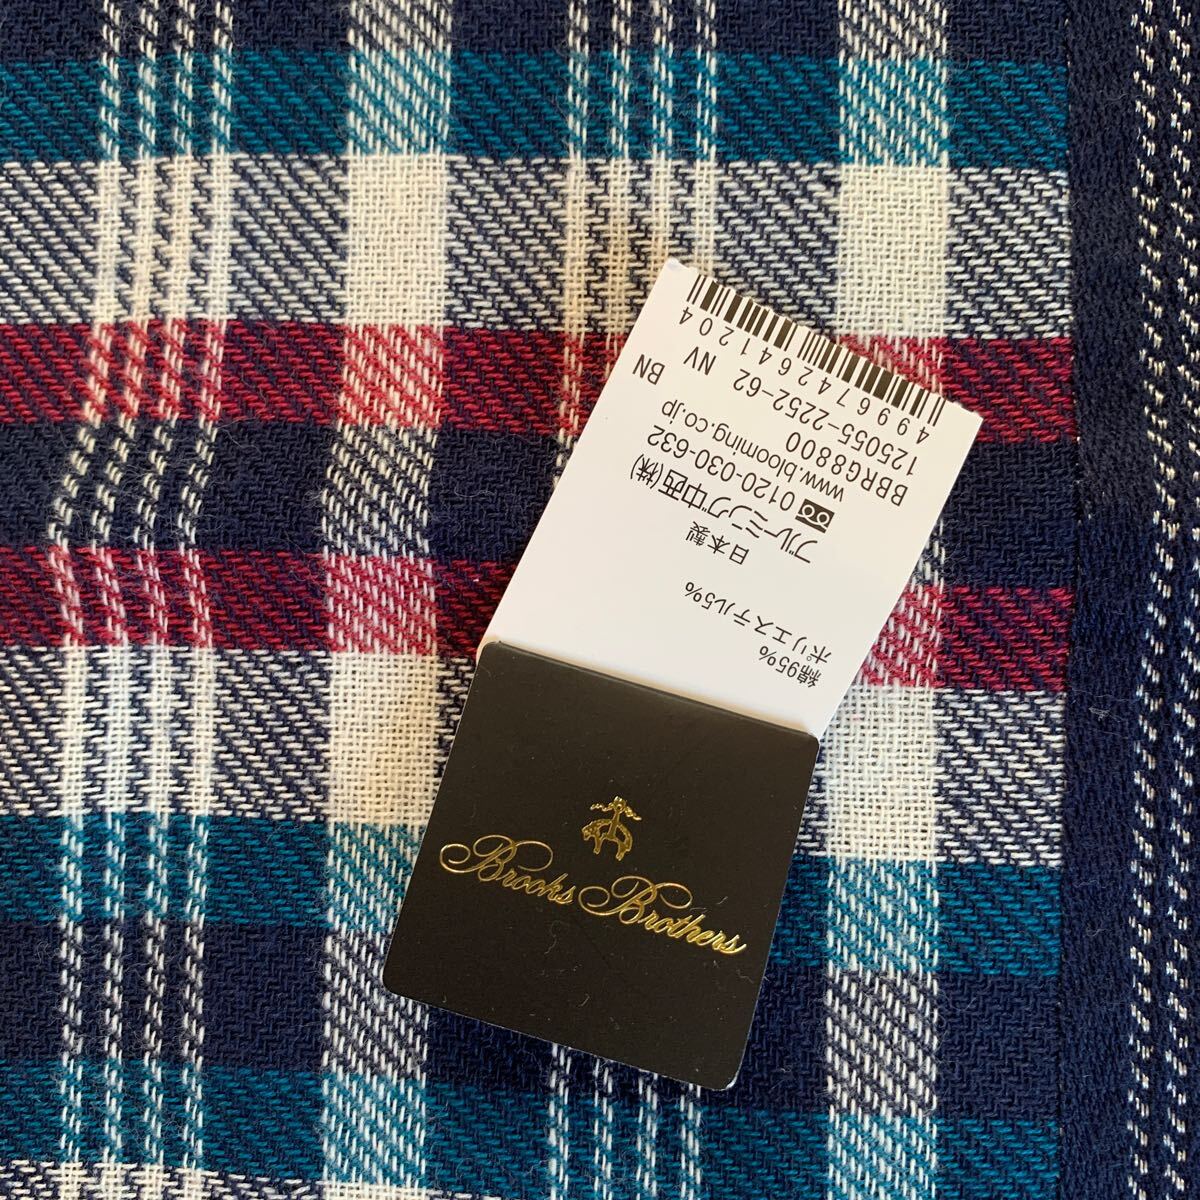 Brooks Brothers
綿95%
ポリエステル5%
日本製
ブルーミング中西(株)
0120-030-632
www.blooming.co.jp
BBRG8800 BN
125055-2252-62 NV
4996742641204